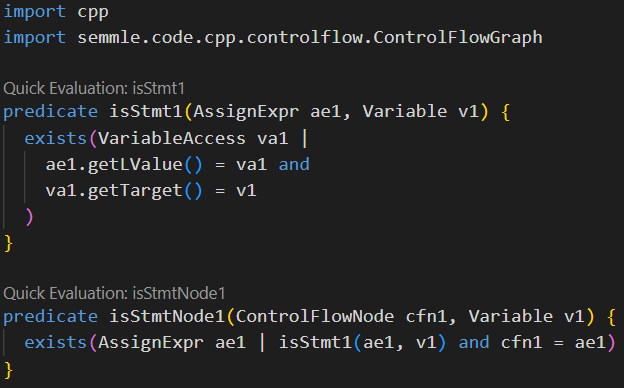 import cpp
import semmle.code.cpp.controlflow.ControlFlowGraph
Quick Evaluation: isStmt1
predicate isStmt1(AssignExpr ae1, Variable v1) {
  exists(VariableAccess va1 |
    ae1.getLValue() = va1 and
    va1.getTarget() = v1
  )
}
Quick Evaluation: isStmtNode1
predicate isStmtNode1(ControlFlowNode cfn1, Variable v1) {
  exists(AssignExpr ae1 | isStmt1(ae1, v1) and cfn1 = ae1)
}